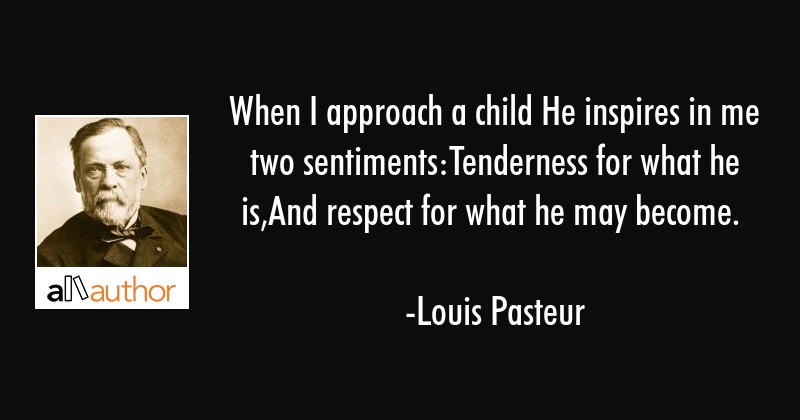 When I approach a child He inspires in me
two sentiments:Tenderness for what he
is,And respect for what he may become.
-Louis Pasteur
allauthor